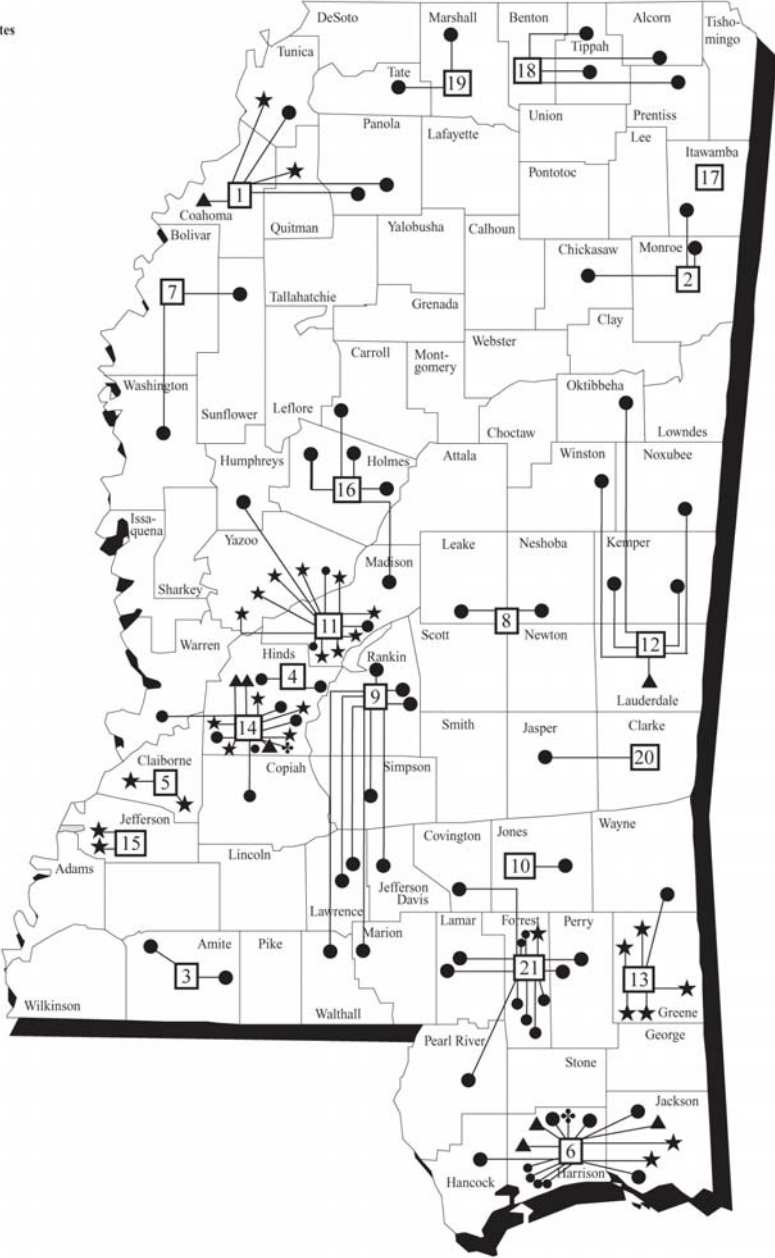 tes
DeSoto
Marshall
Benton
Alcorn
Tisho-
mingo
Tunica
Tippah
Tate
18
19
Panola
Lafayette
Union
Prentiss
Lee
Itawamba
17
Pontotoc
1
Coahoma
Quitman
Yalobusha
Calhoun
Bolivar
Chickasaw
Monroe
2
7
Tallahatchie
Grenada
Clay
Webster
Carroll
Mont-
gomery
Washington
Oktibbeha
Sunflower
Leflore
Choctaw
Lowndes
Humphreys
Holmes
Attala
Winston
Noxubee
16
Issa-
quena
Yazoo
Madison
Leake
Neshoba
Kemper
Sharkey
11
8
Scott
Newton
12
Warren
Hinds
Rankin
4
9
Lauderdale
14
Smith
Jasper
Clarke
20
Claiborne
Copiah
Simpson
5
Jefferson
15
Lincoln
Covington
Jones
Wayne
10
Adams
Jefferson
Davis
Lawrence
Lamar
Forrest
Perry
Marion
Amite
Pike
3
21
13
Wilkinson
Walthall
Greene
George
Pearl River
Stone
Jackson
6
Harrison
Hancock